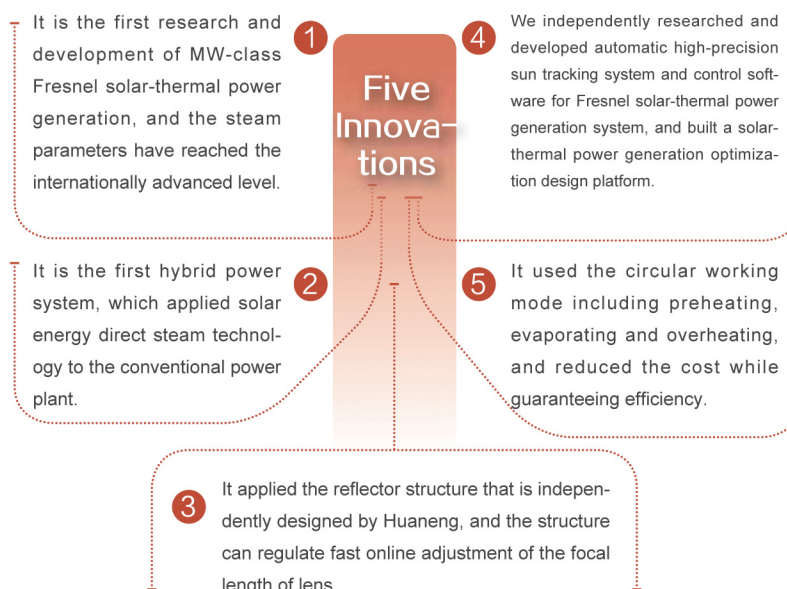 Five
Innova-
tions
1
It is the first research and
development of MW-class
Fresnel solar-thermal power
generation, and the steam
parameters have reached the
internationally advanced level.
2
It is the first hybrid power
system, which applied solar
energy direct steam technol-
ogy to the conventional power
plant.
3
It applied the reflector structure that is indepen-
dently designed by Huaneng, and the structure
can regulate fast online adjustment of the focal
length of lens
4
We independently researched and
developed automatic high-precision
sun tracking system and control soft-
ware for Fresnel solar-thermal power
generation system, and built a solar-
thermal power generation optimiza-
tion design platform.
5
It used the circular working
mode including preheating,
evaporating and overheating,
and reduced the cost while
guaranteeing efficiency.